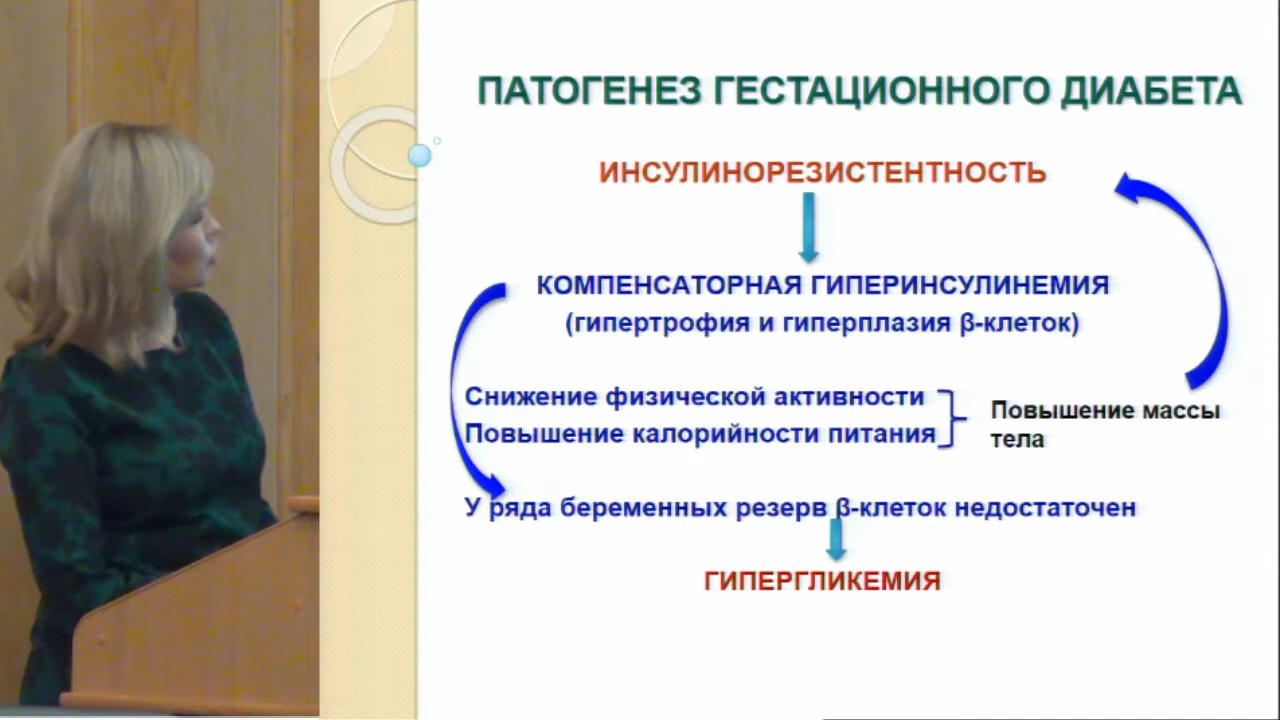 ПАТОГЕНЕЗ ГЕСТАЦИОННОГО ДИАБЕТА
ИНСУЛИНОРЕЗИСТЕНТНОСТЬ
КОМПЕНСАТОРНАЯ ГИПЕРИНСУЛИНЕМИЯ
(гипертрофия и гиперплазия β-клеток)
Снижение физической активности
Повышение калорийности питания
Повышение массы
тела
У ряда беременных резерв β-клеток недостаточен
ГИПЕРГЛИКЕМИЯ